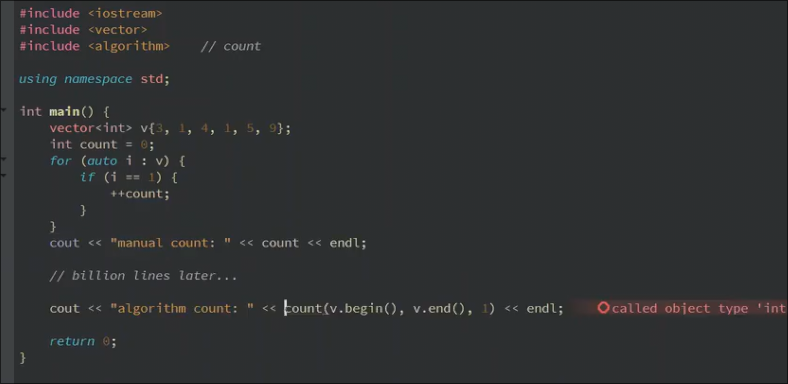 #include <iostream>
#include <vector>
#include <algorithm>    // count
using namespace std;
int main() {
    vector<int> v{3, 1, 4, 1, 5, 9};
    int count = 0;
    for (auto i : v) {
        if (i == 1) {
            ++count;
        }
    }
    cout << "manual count: " << count << endl;
    // billion lines later...
    cout << "algorithm count: " << count(v.begin(), v.end(), 1) << endl;    called object type 'int
    return 0;
}